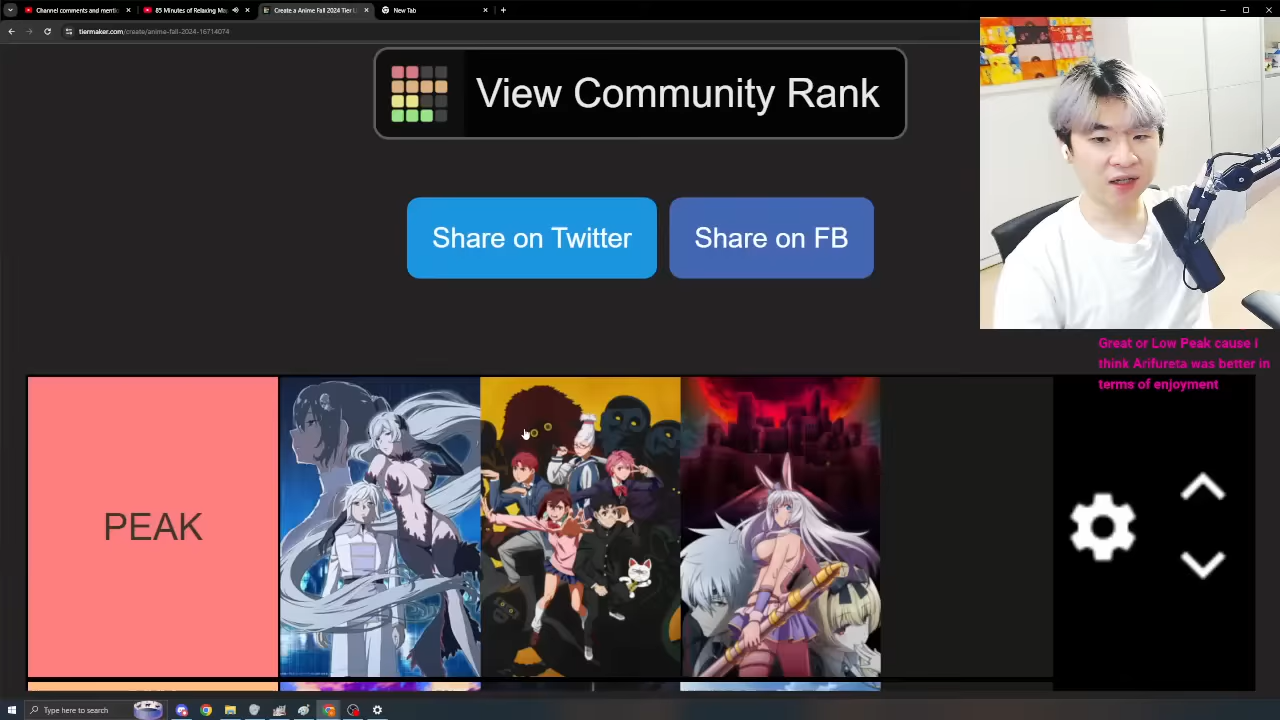 Channel comments and menti
85 Minutes of Relaxing Ma
Create a Anime Fall 2024 Tier L
New Tab
tiermaker.com/create/anime-fall-2024-16714074
View Community Rank
Share on Twitter
Share on FB
Great or Low Peak cause i
think Arifureta was better in
terms of enjoyment
PEAK
Type here to search